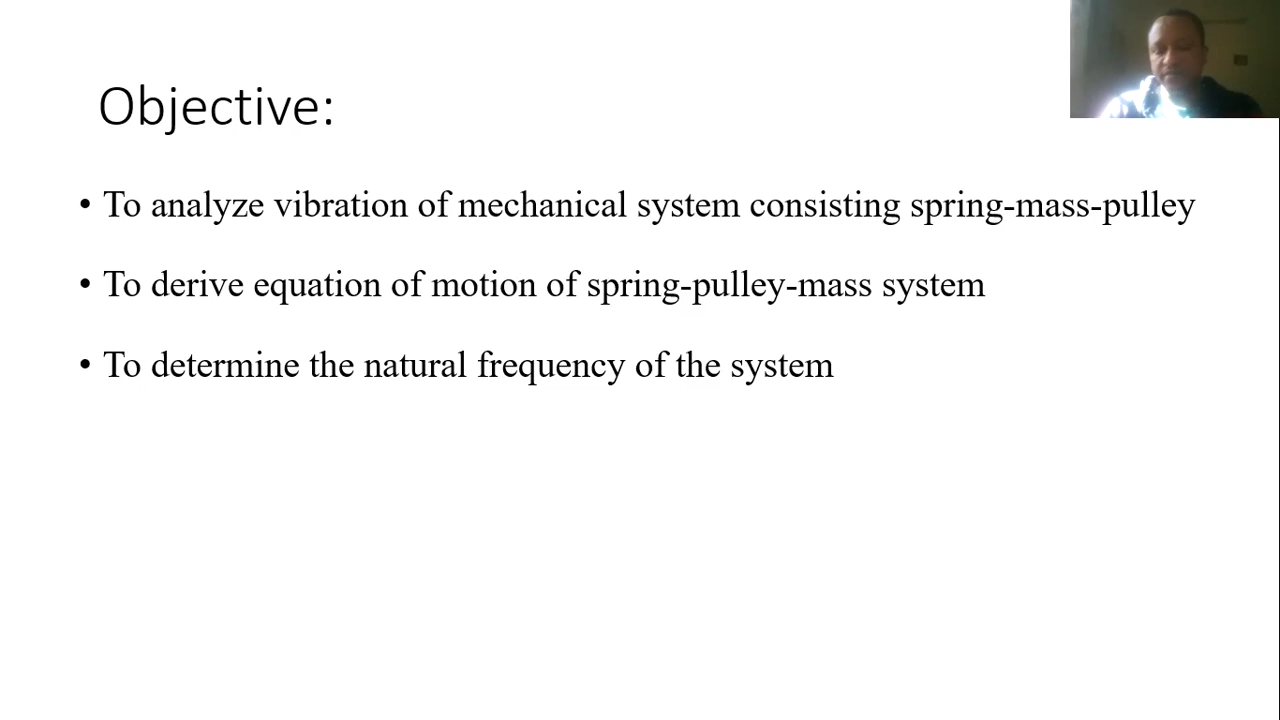 Objective:
• To analyze vibration of mechanical system consisting spring-mass-pulley
• To derive equation of motion of spring-pulley-mass system
• To determine the natural frequency of the system